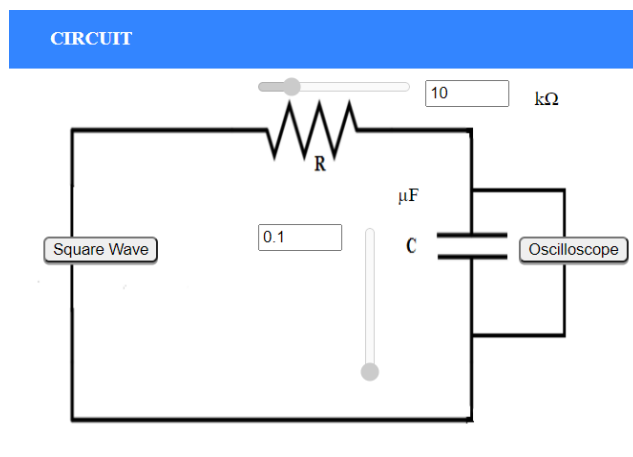 CIRCUIT
10
kΩ
R
μF
0.1
C
Square Wave
Oscilloscope